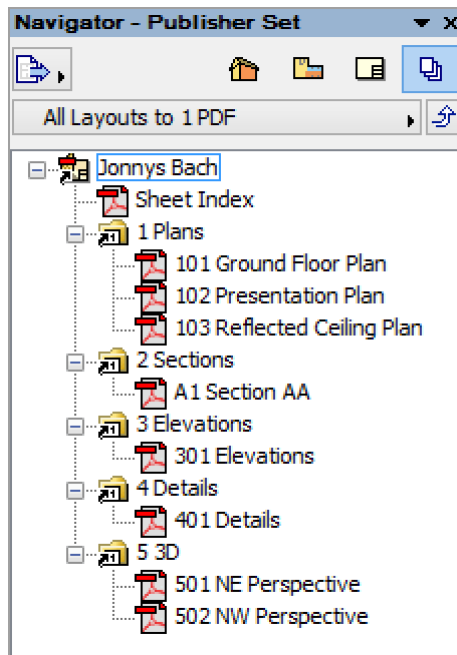 Navigator - Publisher Set
All Layouts to 1 PDF
Jonnys Bach
Sheet Index
1 Plans
101 Ground Floor Plan
102 Presentation Plan
103 Reflected Ceiling Plan
2 Sections
A1 Section AA
3 Elevations
301 Elevations
4 Details
401 Details
5 3D
501 NE Perspective
502 NW Perspective